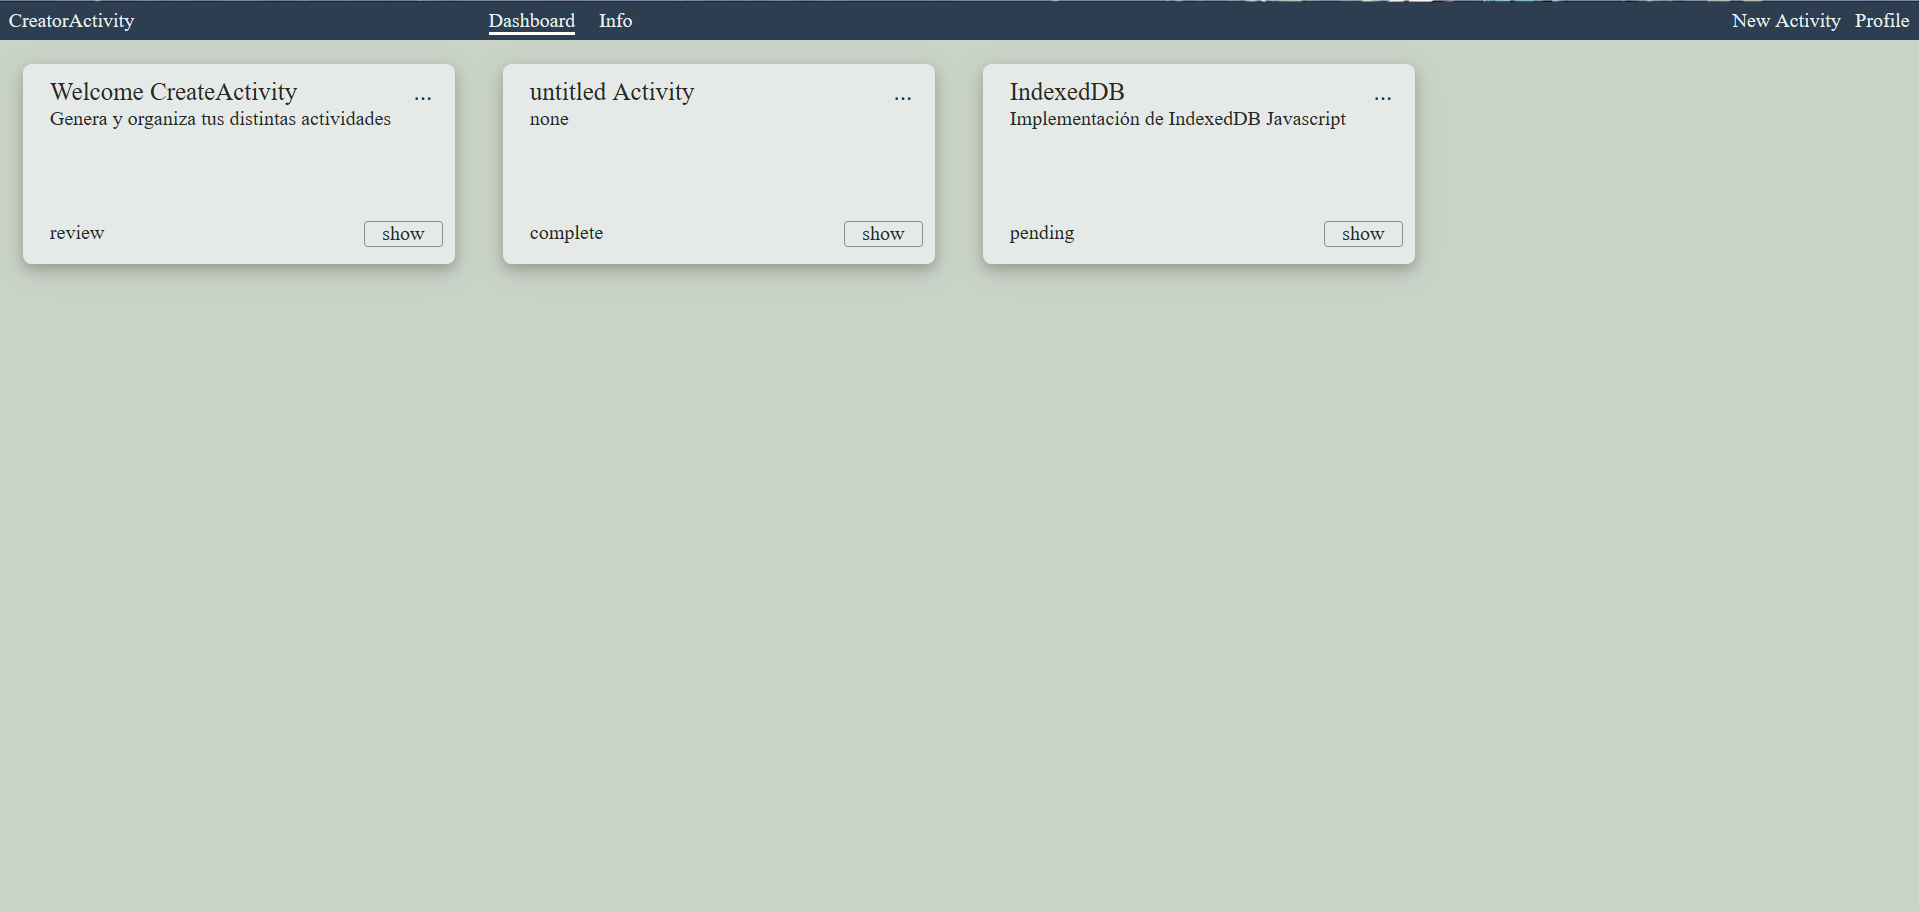 CreatorActivity Dashboard Info New Activity Profile
Welcome CreateActivity ...
Genera y organiza tus distintas actividades
review show
untitled Activity ...
none
complete show
IndexedDB ...
Implementación de IndexedDB Javascript
pending show